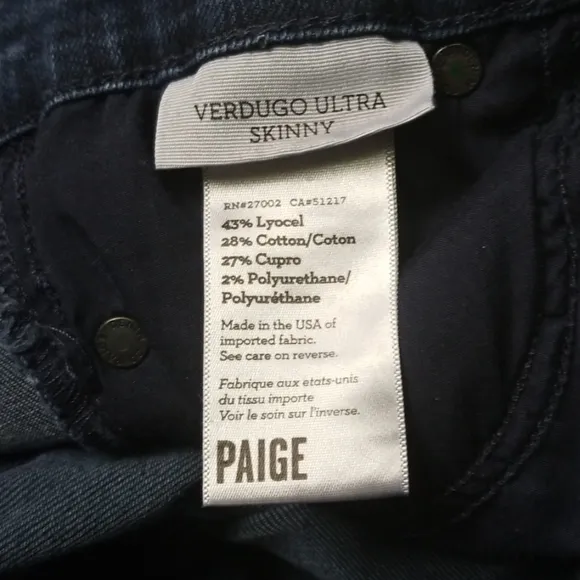 VERDUGO ULTRA
SKINNY
RN#27002 CA#51217
43% Lyocel
28% Cotton/Coton
27% Cupro
2% Polyurethane/
Polyuréthane
Made in the USA of
imported fabric.
See care on reverse.
Fabrique aux etats-unis
du tissu importe
Voir le soin sur l'inverse.
PAIGE